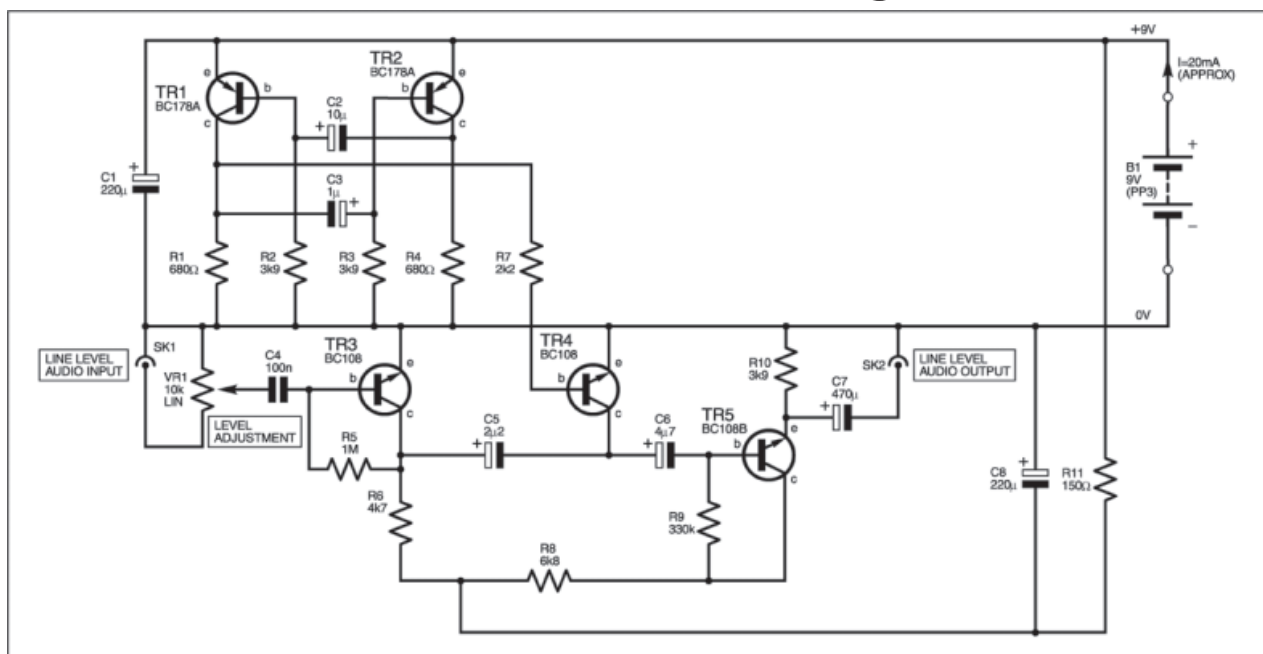 +9V
I=20mA
(APPROX)
TR1
BC178A
e
b
c
TR2
BC178A
e
b
c
C2
10µ
+
C1
220µ
+
C3
1µ
+
B1
9V
(PP3)
+
−
R1
680Ω
R2
3k9
R3
3k9
R4
680Ω
R7
2k2
0V
SK1
LINE LEVEL
AUDIO INPUT
VR1
10k
LIN
LEVEL
ADJUSTMENT
C4
100n
TR3
BC108
e
b
c
TR4
BC108
e
b
c
R10
3k9
SK2
LINE LEVEL
AUDIO OUTPUT
C7
470µ
+
R5
1M
C5
2µ2
+
C6
4µ7
+
TR5
BC108B
e
b
c
R6
4k7
R9
330k
R8
6k8
C8
220µ
+
R11
150Ω